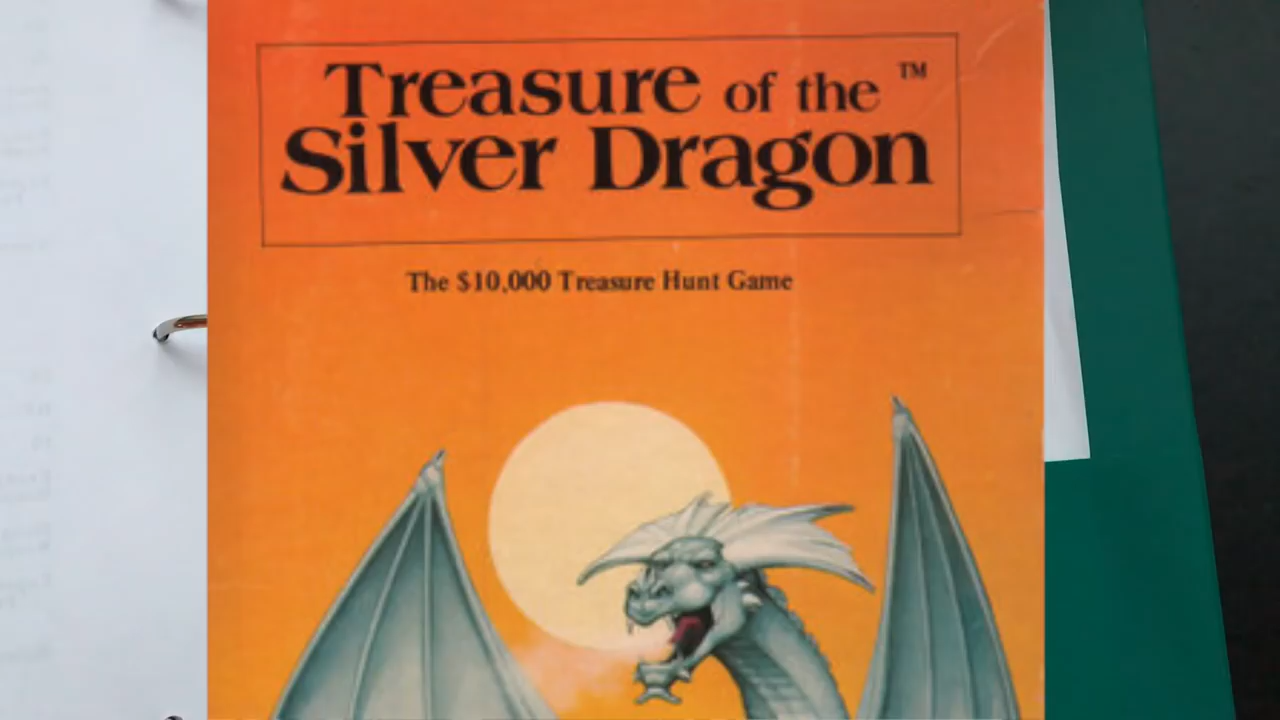 Treasure of the ™
Silver Dragon
The $10,000 Treasure Hunt Game